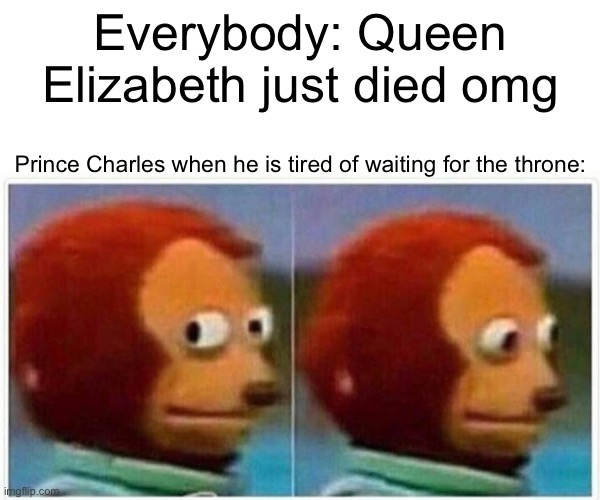 Everybody: Queen
Elizabeth just died omg
Prince Charles when he is tired of waiting for the throne:
imgflip.com